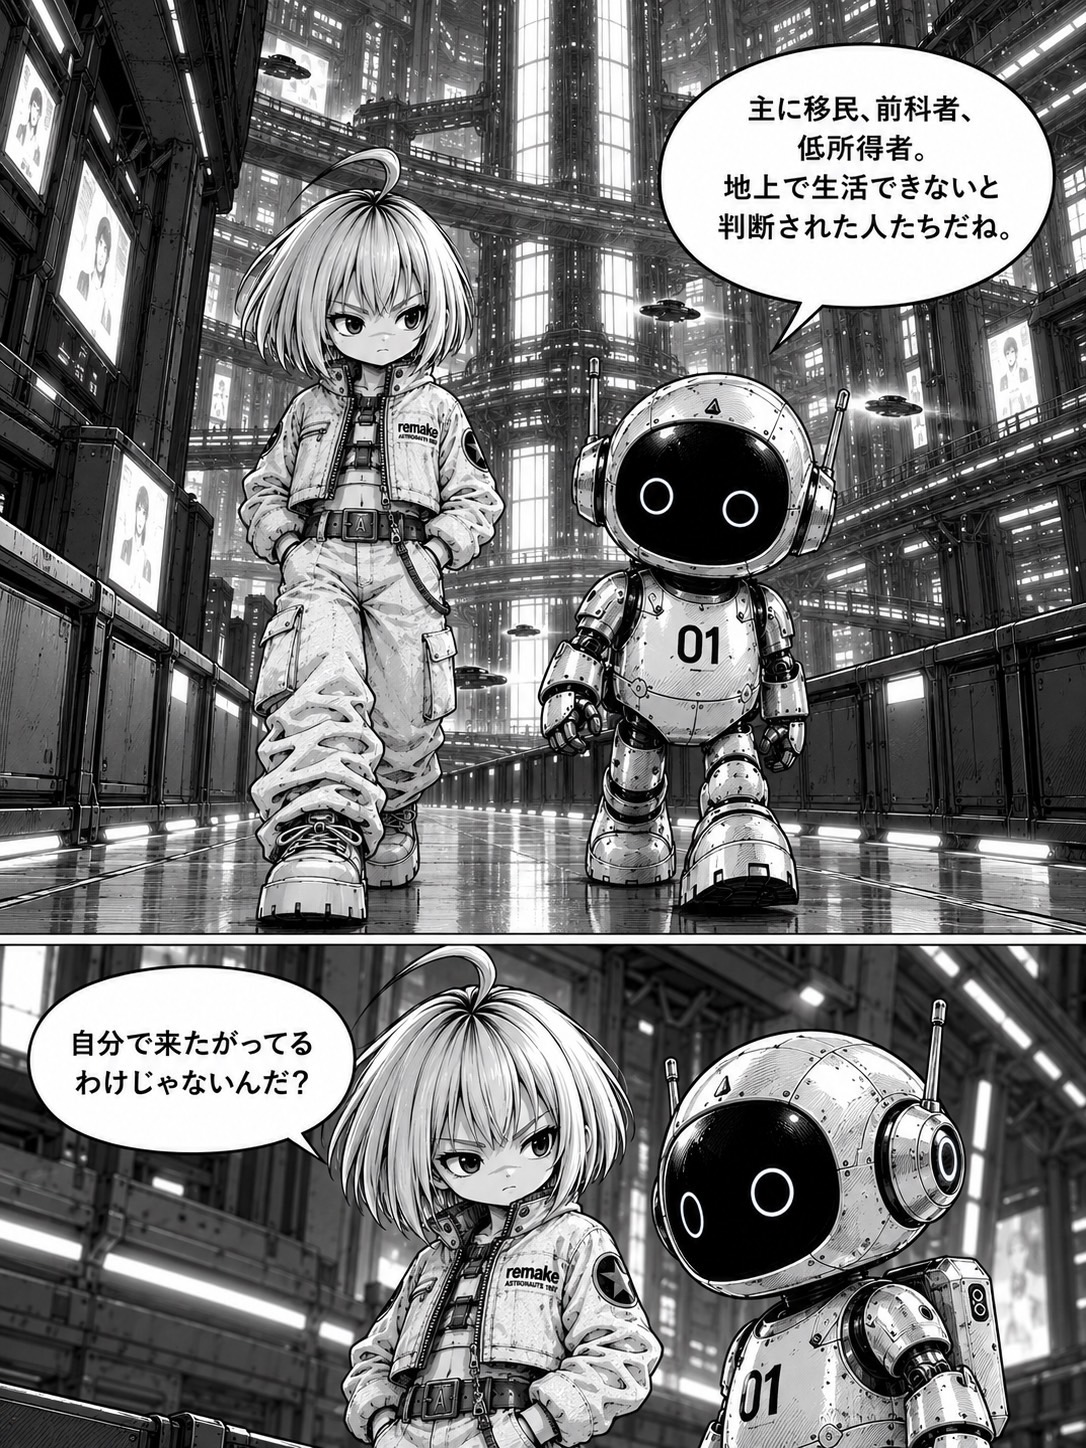 主に移民、前科者、
低所得者。
地上で生活できないと
判断された人たちだね。
remake
01
自分で来たがってる
わけじゃないんだ?
remake
01